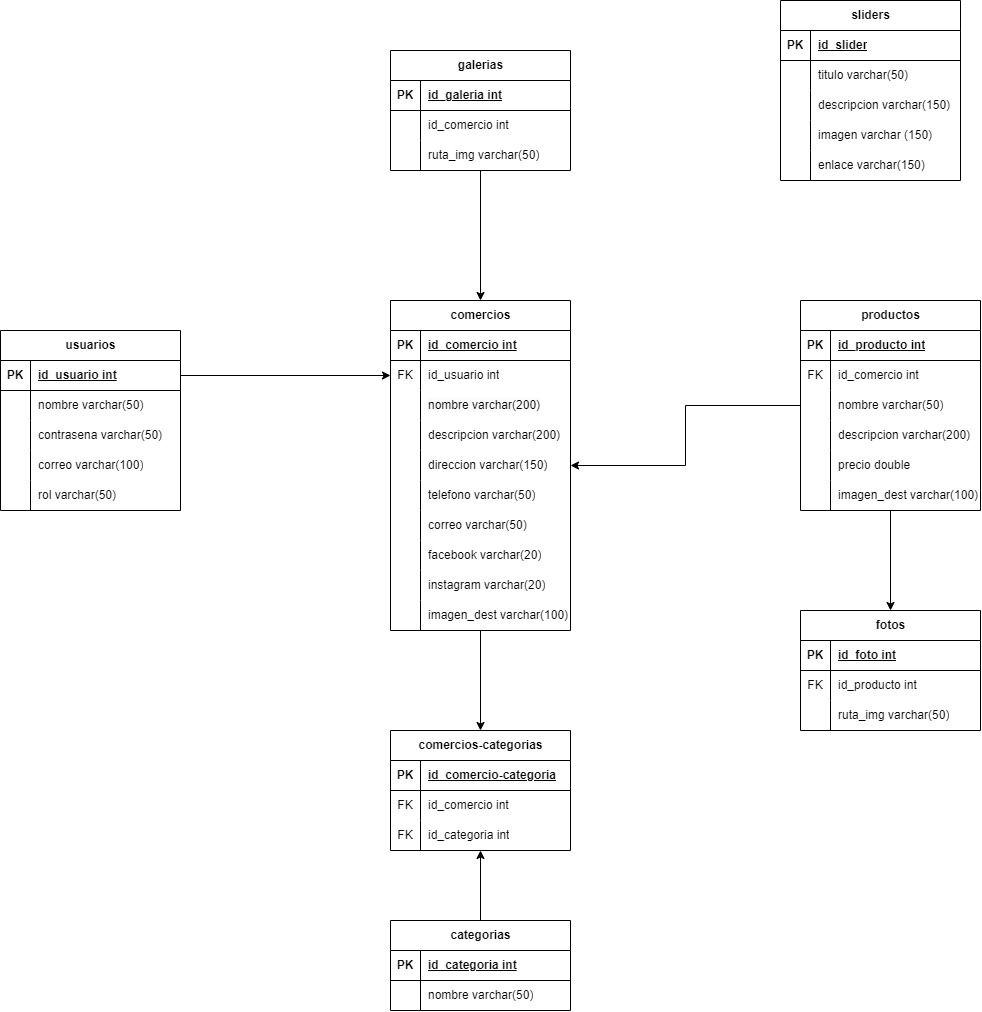 sliders
PK id_slider
titulo varchar(50)
descripcion varchar(150)
imagen varchar (150)
enlace varchar(150)
galerias
PK id_galeria int
id_comercio int
ruta_img varchar(50)
comercios
PK id_comercio int
FK id_usuario int
nombre varchar(200)
descripcion varchar(200)
direccion varchar(150)
telefono varchar(50)
correo varchar(50)
facebook varchar(20)
instagram varchar(20)
imagen_dest varchar(100)
productos
PK id_producto int
FK id_comercio int
nombre varchar(50)
descripcion varchar(200)
precio double
imagen_dest varchar(100)
usuarios
PK id_usuario int
nombre varchar(50)
contrasena varchar(50)
correo varchar(100)
rol varchar(50)
fotos
PK id_foto int
FK id_producto int
ruta_img varchar(50)
comercios-categorias
PK id_comercio-categoria
FK id_comercio int
FK id_categoria int
categorias
PK id_categoria int
nombre varchar(50)